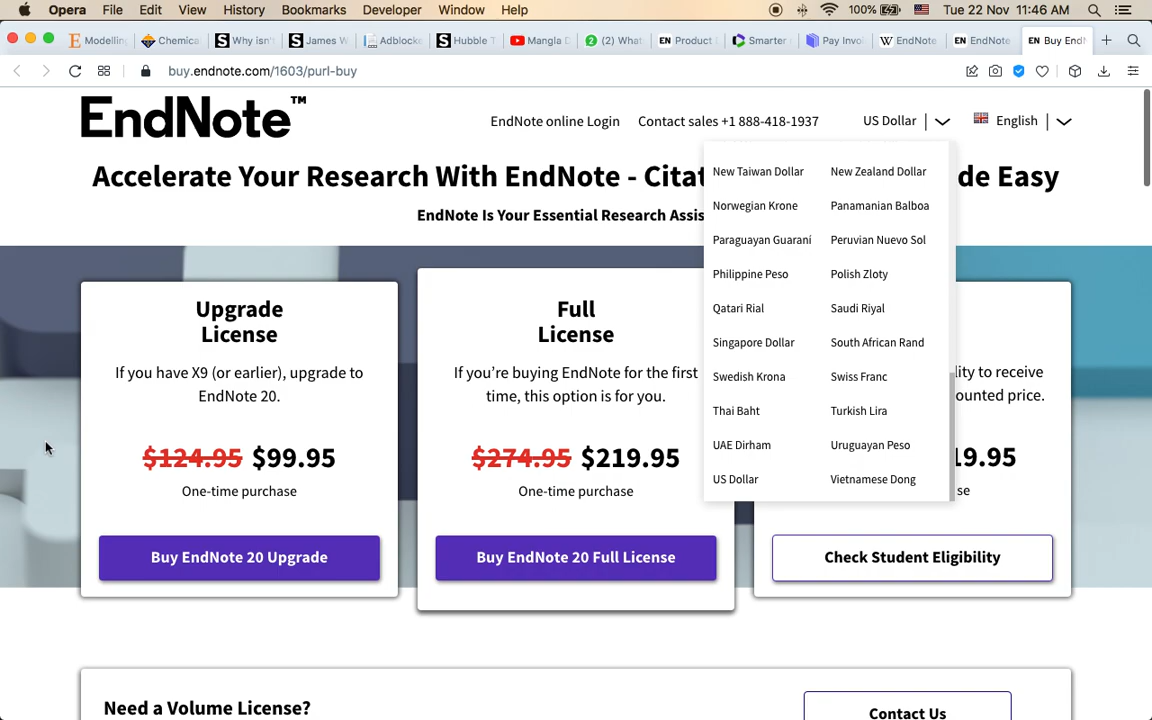 Opera File Edit View History Bookmarks Developer Window Help 100% Tue 22 Nov 11:46 AM
Modelling Chemica S Why isn' S James W Adblocke S Hubble T Mangla D (2) What EN Product Smarter Pay Invoi W EndNote EN EndNote EN Buy EndN
buy.endnote.com/1603/purl-buy
EndNote™
EndNote online Login Contact sales +1 888-418-1937 US Dollar English
Accelerate Your Research With EndNote - Citat de Easy
EndNote Is Your Essential Research Assis
New Taiwan Dollar New Zealand Dollar
Norwegian Krone Panamanian Balboa
Paraguayan Guaraní Peruvian Nuevo Sol
Philippine Peso Polish Zloty
Qatari Rial Saudi Riyal
Singapore Dollar South African Rand
Swedish Krona Swiss Franc
Thai Baht Turkish Lira
UAE Dirham Uruguayan Peso
US Dollar Vietnamese Dong
Upgrade
License
If you have X9 (or earlier), upgrade to
EndNote 20.
$124.95 $99.95
One-time purchase
Buy EndNote 20 Upgrade
Full
License
If you're buying EndNote for the first
time, this option is for you.
$274.95 $219.95
One-time purchase
Buy EndNote 20 Full License
lity to receive
ounted price.
19.95
se
Check Student Eligibility
Need a Volume License?
Contact Us